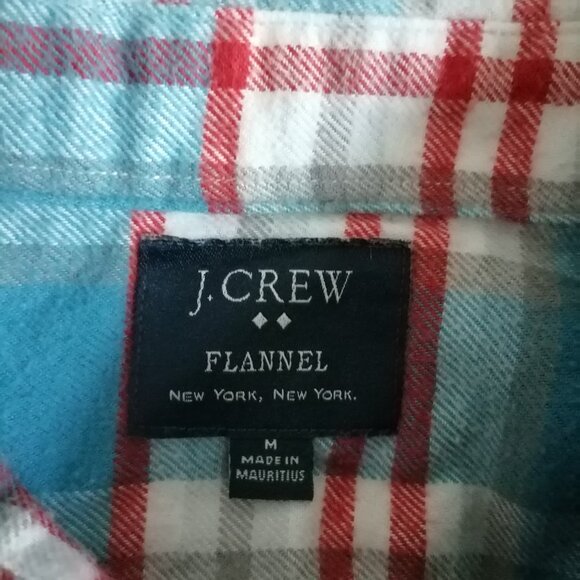 J.CREW
FLANNEL
NEW YORK, NEW YORK.
M
MADE IN
MAURITIUS